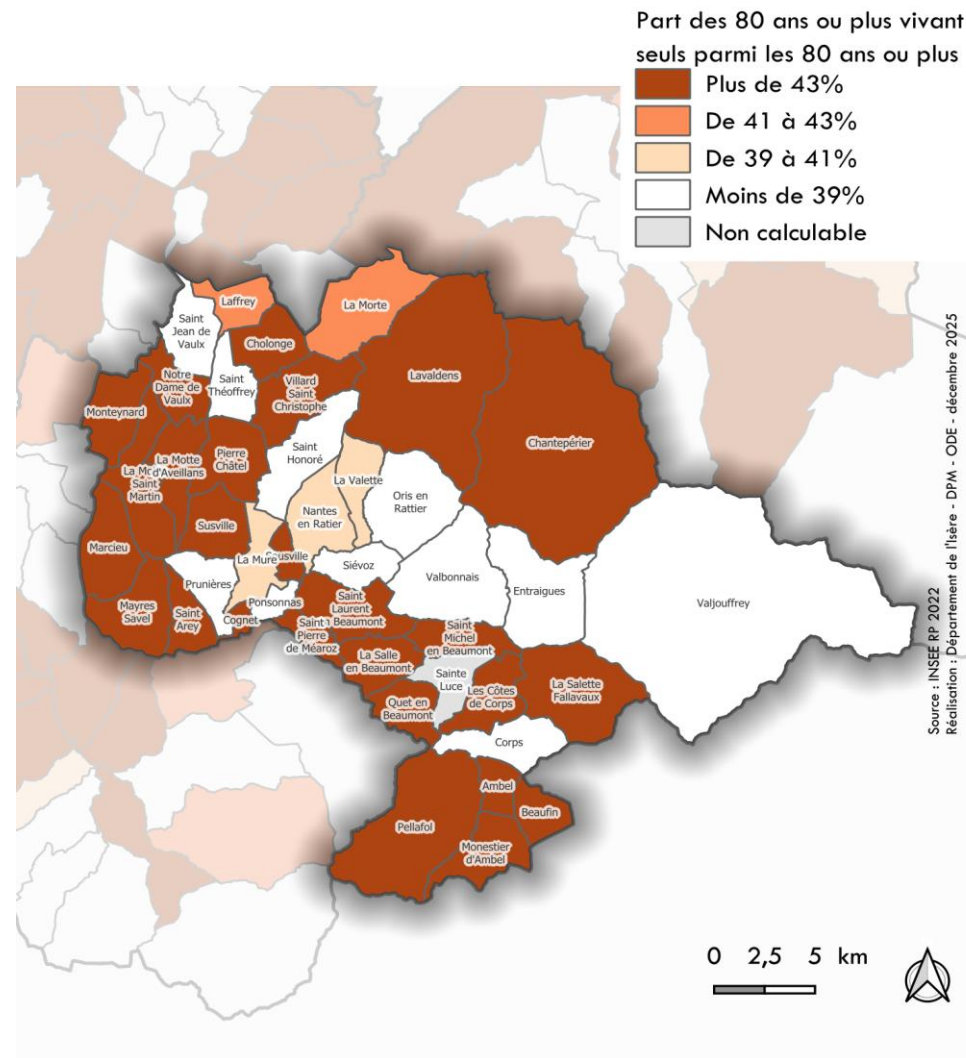 Part des 80 ans ou plus vivant
seuls parmi les 80 ans ou plus
Plus de 43%
De 41 à 43%
De 39 à 41%
Moins de 39%
Non calculable
Laffrey
La Morte
Saint
Jean de
Vaulx
Cholonge
Lavaldens
Notre
Dame de
Vaulx
Saint
Théoffrey
Villard
Saint
Christophe
Monteynard
Chantepérier
Saint
Honoré
Pierre
Châtel
La Motte
d'Aveillans
La Mo
Saint
Martin
La Valette
Oris en
Rattier
Nantes
en Ratier
Susville
Marcieu
La Mure
Sousville
Siévoz
Valbonnais
Entraigues
Prunières
Valjouffrey
Ponsonnas
Mayres
Savel
Saint
Arey
Cognet
Saint
Laurent
Beaumont
Saint
Pierre
de Méaroz
Saint
Michel
en Beaumont
La Salle
en Beaumont
Sainte
Luce
Les Côtes
de Corps
La Salette
Fallavaux
Quet en
Beaumont
Corps
Ambel
Beaufin
Pellafol
Monestier
d'Ambel
0 2,5 5 km
Source : INSEE RP 2022
Réalisation : Département de l'Isère - DPM - ODE - décembre 2025